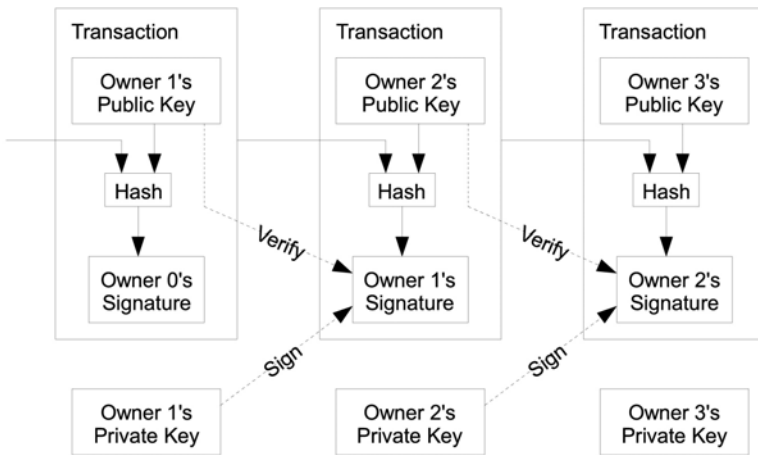 Transaction
Owner 1's
Public Key
Hash
Owner 0's
Signature
Transaction
Owner 2's
Public Key
Hash
Verify
Owner 1's
Signature
Transaction
Owner 3's
Public Key
Hash
Verify
Owner 2's
Signature
Sign
Sign
Owner 1's
Private Key
Owner 2's
Private Key
Owner 3's
Private Key